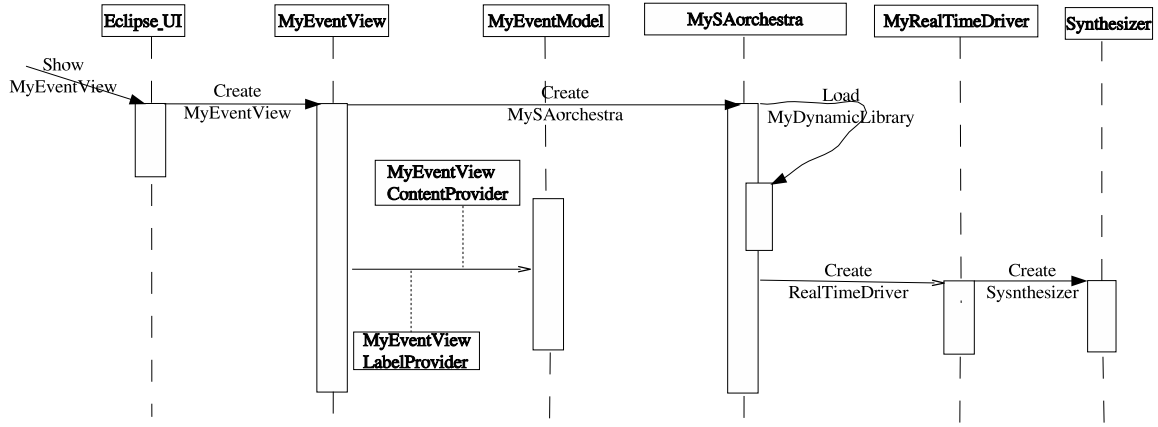 Eclipse_UI
MyEventView
MyEventModel
MySAorchestra
MyRealTimeDriver
Synthesizer
Show
MyEventView
Create
MyEventView
Create
MySAorchestra
Load
MyDynamicLibrary
MyEventView
ContentProvider
Create
RealTimeDriver
Create
Sysnthesizer
MyEventView
LabelProvider